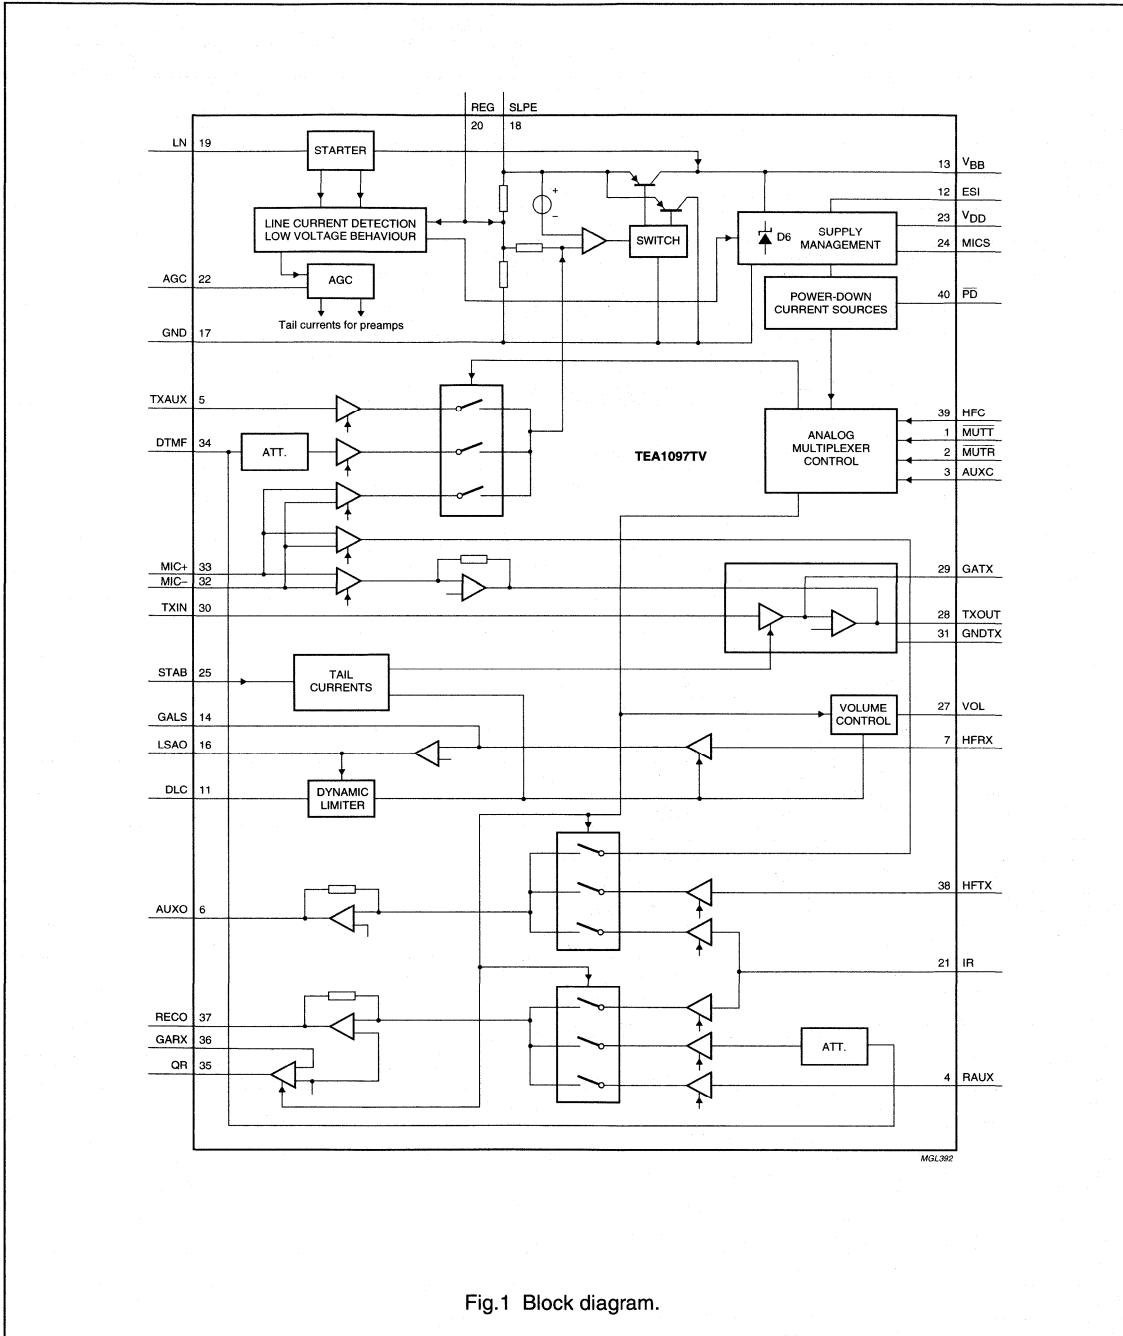 REG SLPE
20 18
LN 19
STARTER
13 VBB
12 ESI
LINE CURRENT DETECTION
LOW VOLTAGE BEHAVIOUR
+
−
SWITCH
D6
SUPPLY
MANAGEMENT
23 VDD
24 MICS
AGC 22
AGC
POWER-DOWN
CURRENT SOURCES
40 PD
Tail currents for preamps
GND 17
TXAUX 5
39 HFC
DTMF 34
ATT.
TEA1097TV
ANALOG
MULTIPLEXER
CONTROL
1 MUTT
2 MUTR
3 AUXC
MIC+ 33
MIC− 32
29 GATX
TXIN 30
28 TXOUT
31 GNDTX
STAB 25
TAIL
CURRENTS
GALS 14
VOLUME
CONTROL
27 VOL
LSAO 16
7 HFRX
DLC 11
DYNAMIC
LIMITER
38 HFTX
AUXO 6
21 IR
RECO 37
GARX 36
ATT.
QR 35
4 RAUX
MGL392
Fig.1 Block diagram.